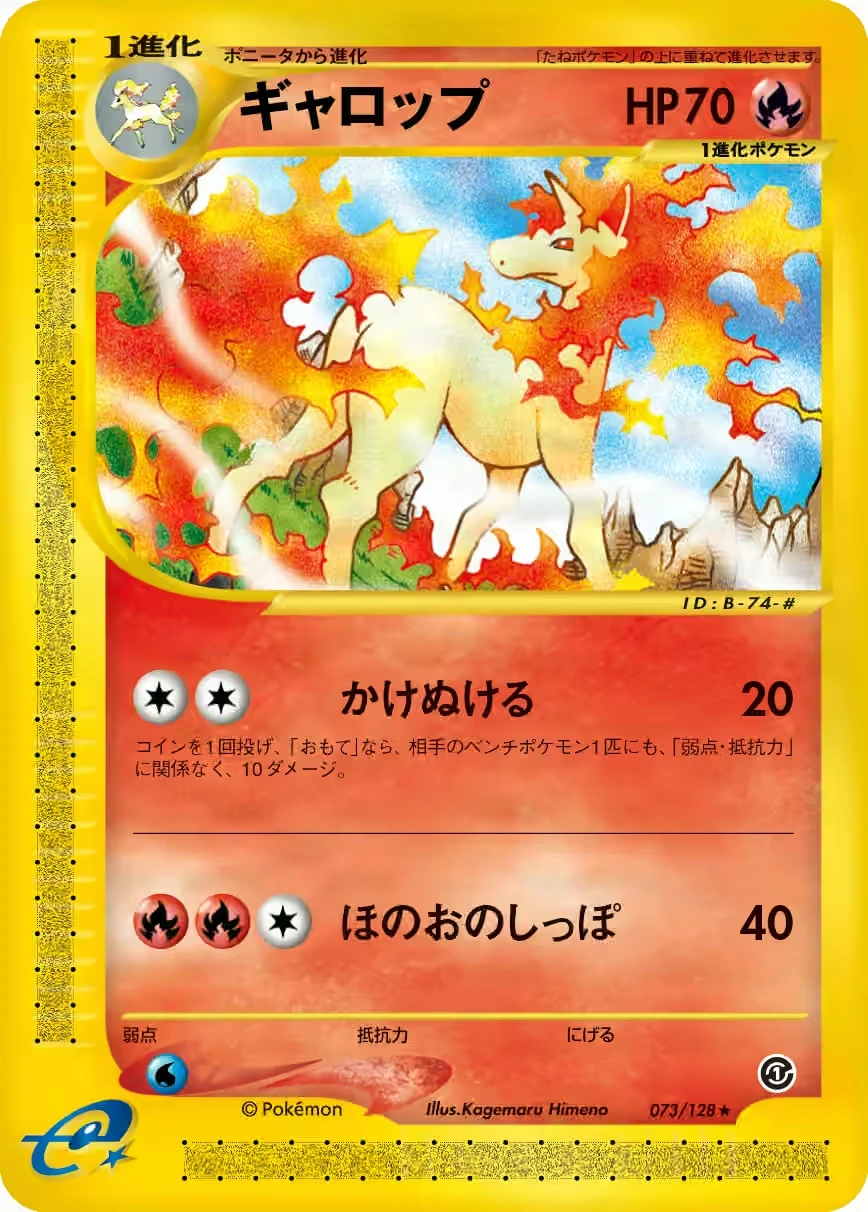 1進化
ポニータから進化
「たねポケモン」の上に重ねて進化させます。
ギャロップ
HP70
1進化ポケモン
ID:B-74-#
かけぬける 20
コインを1回投げ、「おもて」なら、相手のベンチポケモン1匹にも、「弱点・抵抗力」
に関係なく、10ダメージ。
ほのおのしっぽ 40
弱点 抵抗力 にげる
© Pokémon Illus.Kagemaru Himeno 073/128★
e
1